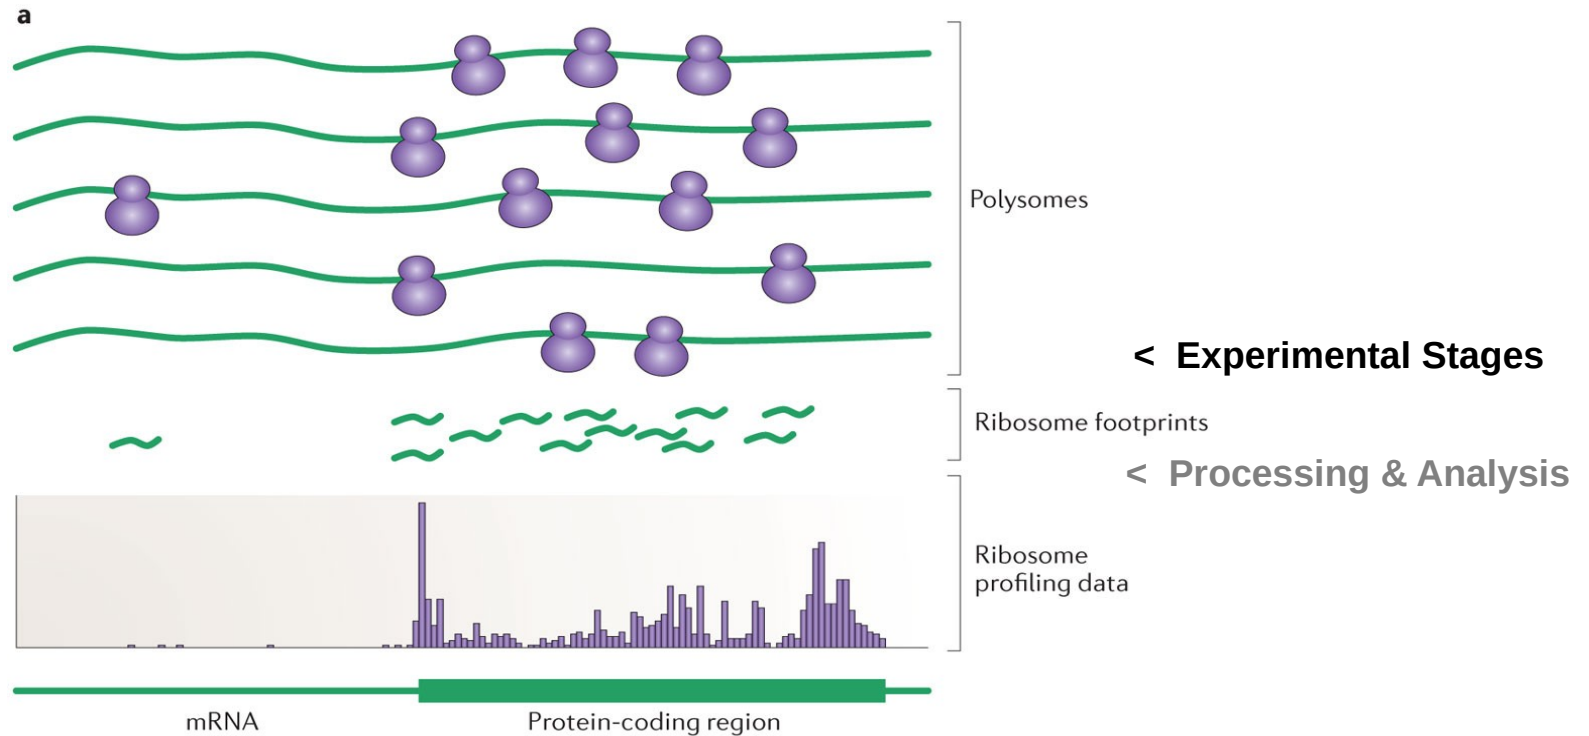 a
Polysomes
< Experimental Stages
Ribosome footprints
< Processing & Analysis
Ribosome
profiling data
mRNA
Protein-coding region